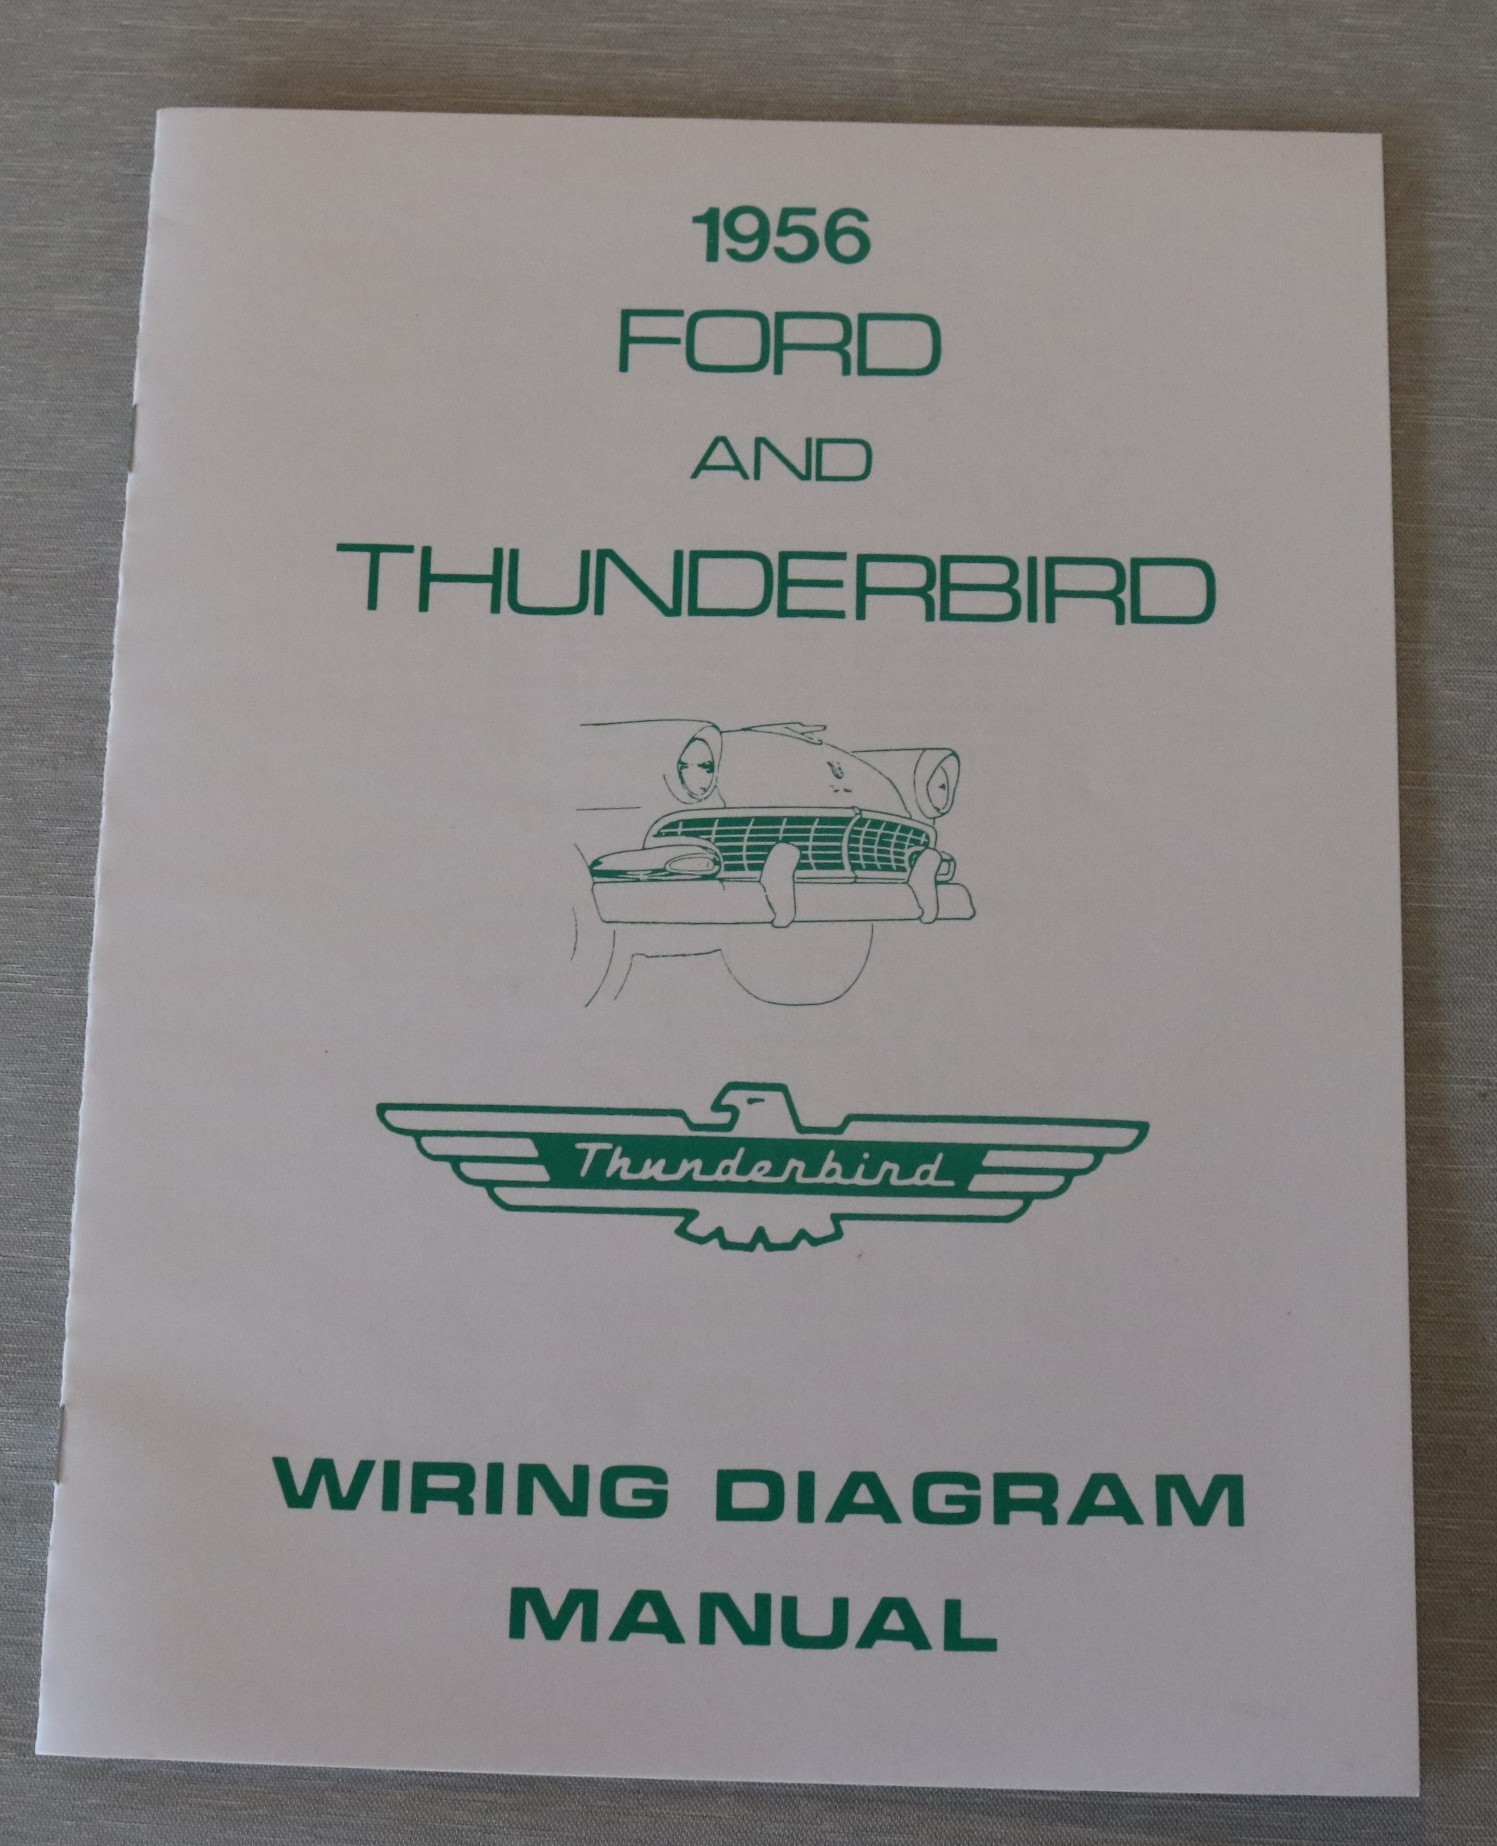 1956
FORD
AND
THUNDERBIRD
Thunderbird
WIRING DIAGRAM
MANUAL